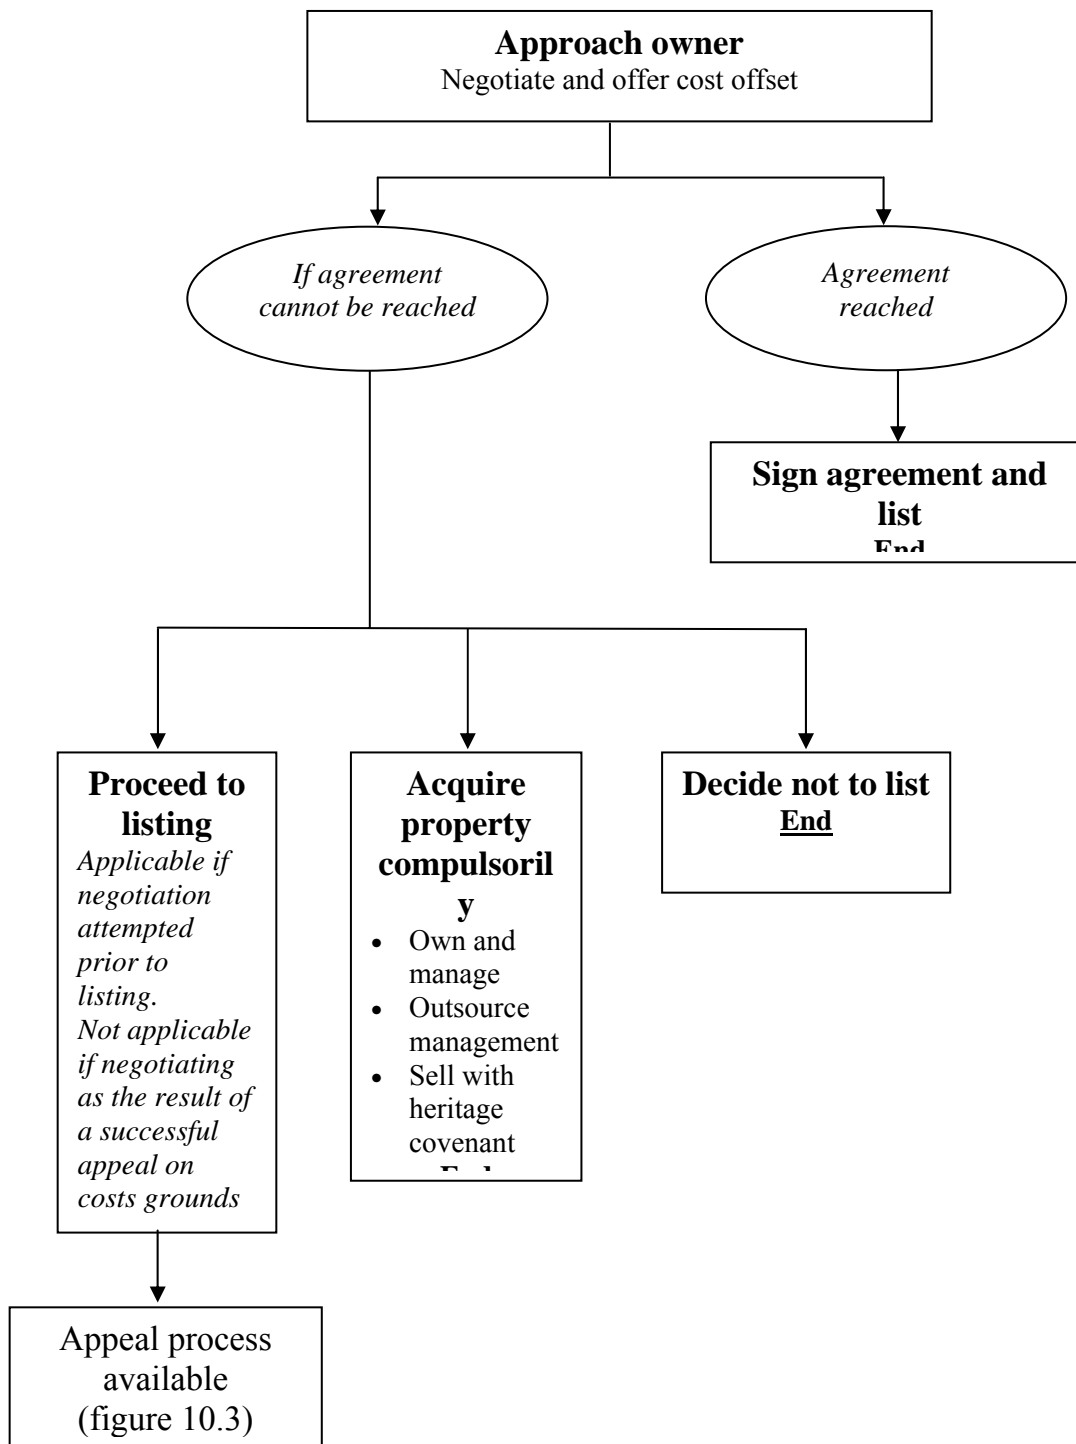 Approach owner
Negotiate and offer cost offset
If agreement
cannot be reached
Agreement
reached
Sign agreement and
list
End
Proceed to
listing
Applicable if
negotiation
attempted
prior to
listing.
Not applicable
if negotiating
as the result of
a successful
appeal on
costs grounds
Acquire
property
compulsoril
y
• Own and
manage
• Outsource
management
• Sell with
heritage
covenant
End
Decide not to list
End
Appeal process
available
(figure 10.3)